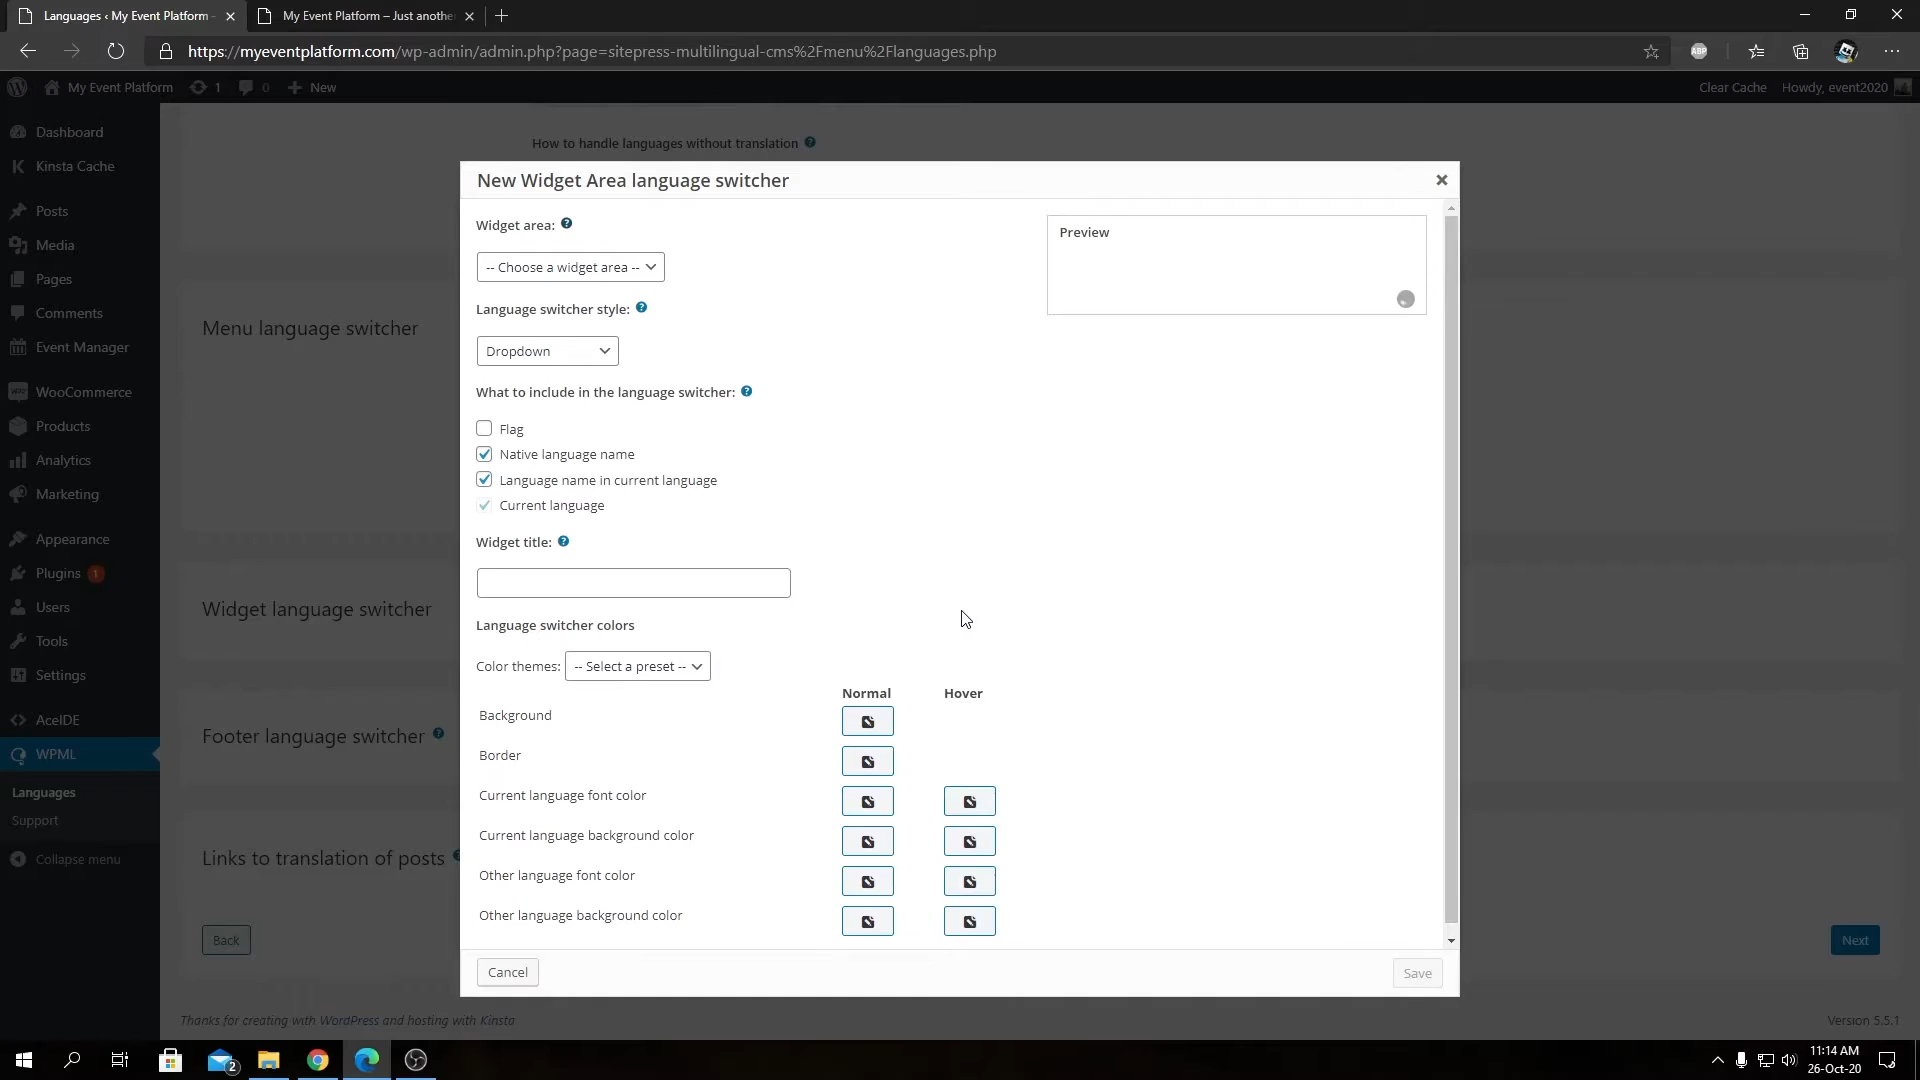 Languages ‹ My Event Platform -
My Event Platform – Just anothe
https://myeventplatform.com/wp-admin/admin.php?page=sitepress-multilingual-cms%2Fmenu%2Flanguages.php
ABP
My Event Platform
1
0
New
Clear Cache
Howdy, event2020
Dashboard
Kinsta Cache
Posts
Media
Pages
Comments
Event Manager
WooCommerce
Products
Analytics
Marketing
Appearance
Plugins 1
Users
Tools
Settings
AceIDE
WPML
Languages
Support
Collapse menu
How to handle languages without translation
Menu language switcher
Widget language switcher
Footer language switcher
Links to translation of posts
Back
Next
Thanks for creating with WordPress and hosting with Kinsta
Version 5.5.1
New Widget Area language switcher
Widget area:
-- Choose a widget area --
Language switcher style:
Dropdown
What to include in the language switcher:
Flag
Native language name
Language name in current language
Current language
Widget title:
Language switcher colors
Color themes: -- Select a preset --
Normal Hover
Background
Border
Current language font color
Current language background color
Other language font color
Other language background color
Preview
Cancel
Save
2
11:14 AM
26-Oct-20